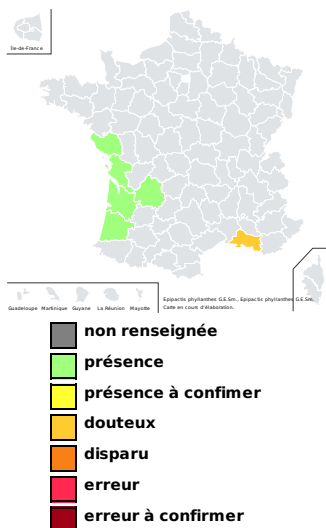 Île-de-France
Guadeloupe Martinique Guyane La Réunion Mayotte
Epipactis phyllanthes G.E.Sm., Epipactis phyllanthes G.E.Sm.
Carte en cours d'élaboration.
non renseignée
présence
présence à confimer
douteux
disparu
erreur
erreur à confirmer